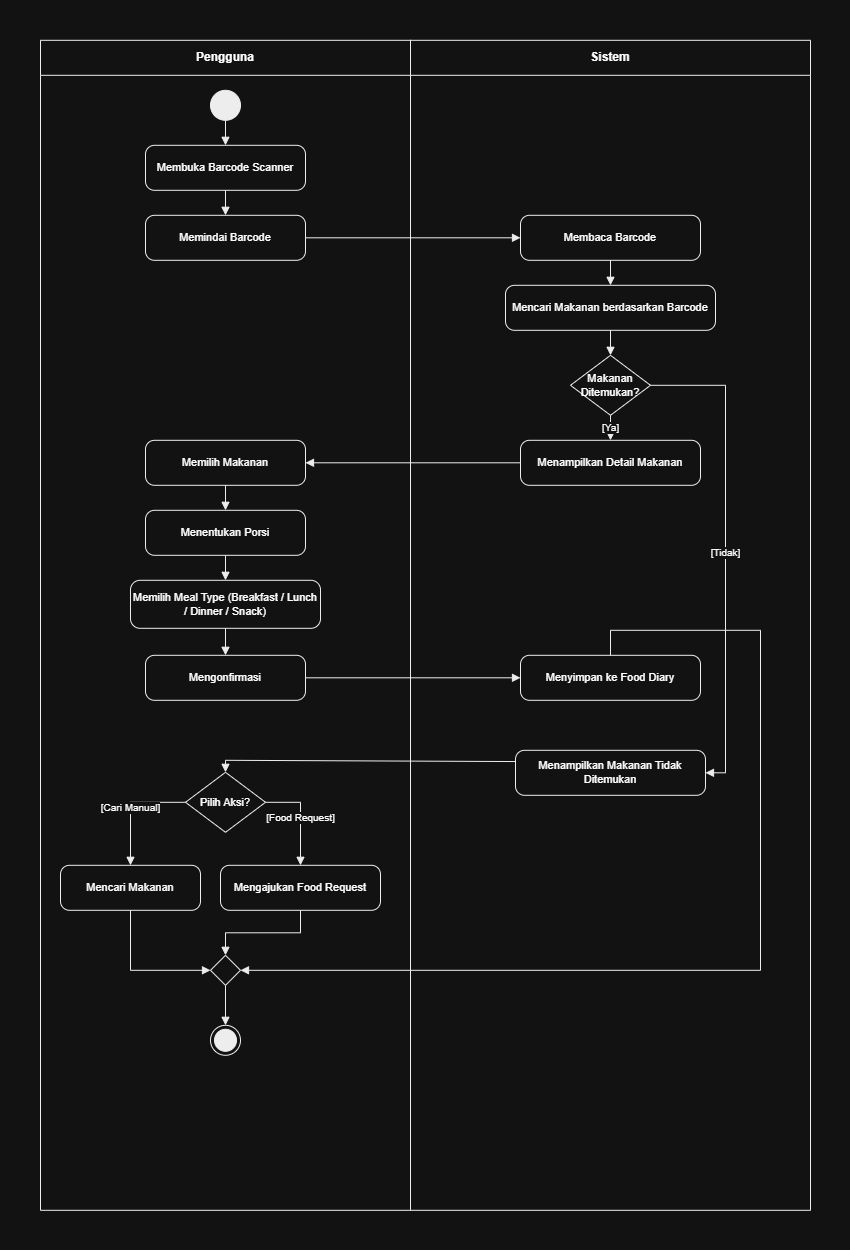 Pengguna
Sistem
Membuka Barcode Scanner
Memindai Barcode
Membaca Barcode
Mencari Makanan berdasarkan Barcode
Makanan
Ditemukan?
[Ya]
Memilih Makanan
Menampilkan Detail Makanan
Menentukan Porsi
[Tidak]
Memilih Meal Type (Breakfast / Lunch
/ Dinner / Snack)
Mengonfirmasi
Menyimpan ke Food Diary
Menampilkan Makanan Tidak
Ditemukan
Pilih Aksi?
[Cari Manual]
[Food Request]
Mencari Makanan
Mengajukan Food Request